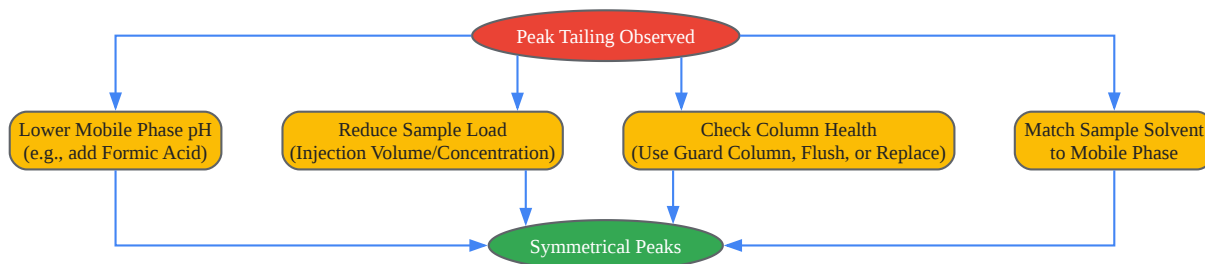 Peak Tailing Observed
Lower Mobile Phase pH
(e.g., add Formic Acid)
Reduce Sample Load
(Injection Volume/Concentration)
Check Column Health
(Use Guard Column, Flush, or Replace)
Match Sample Solvent
to Mobile Phase
Symmetrical Peaks